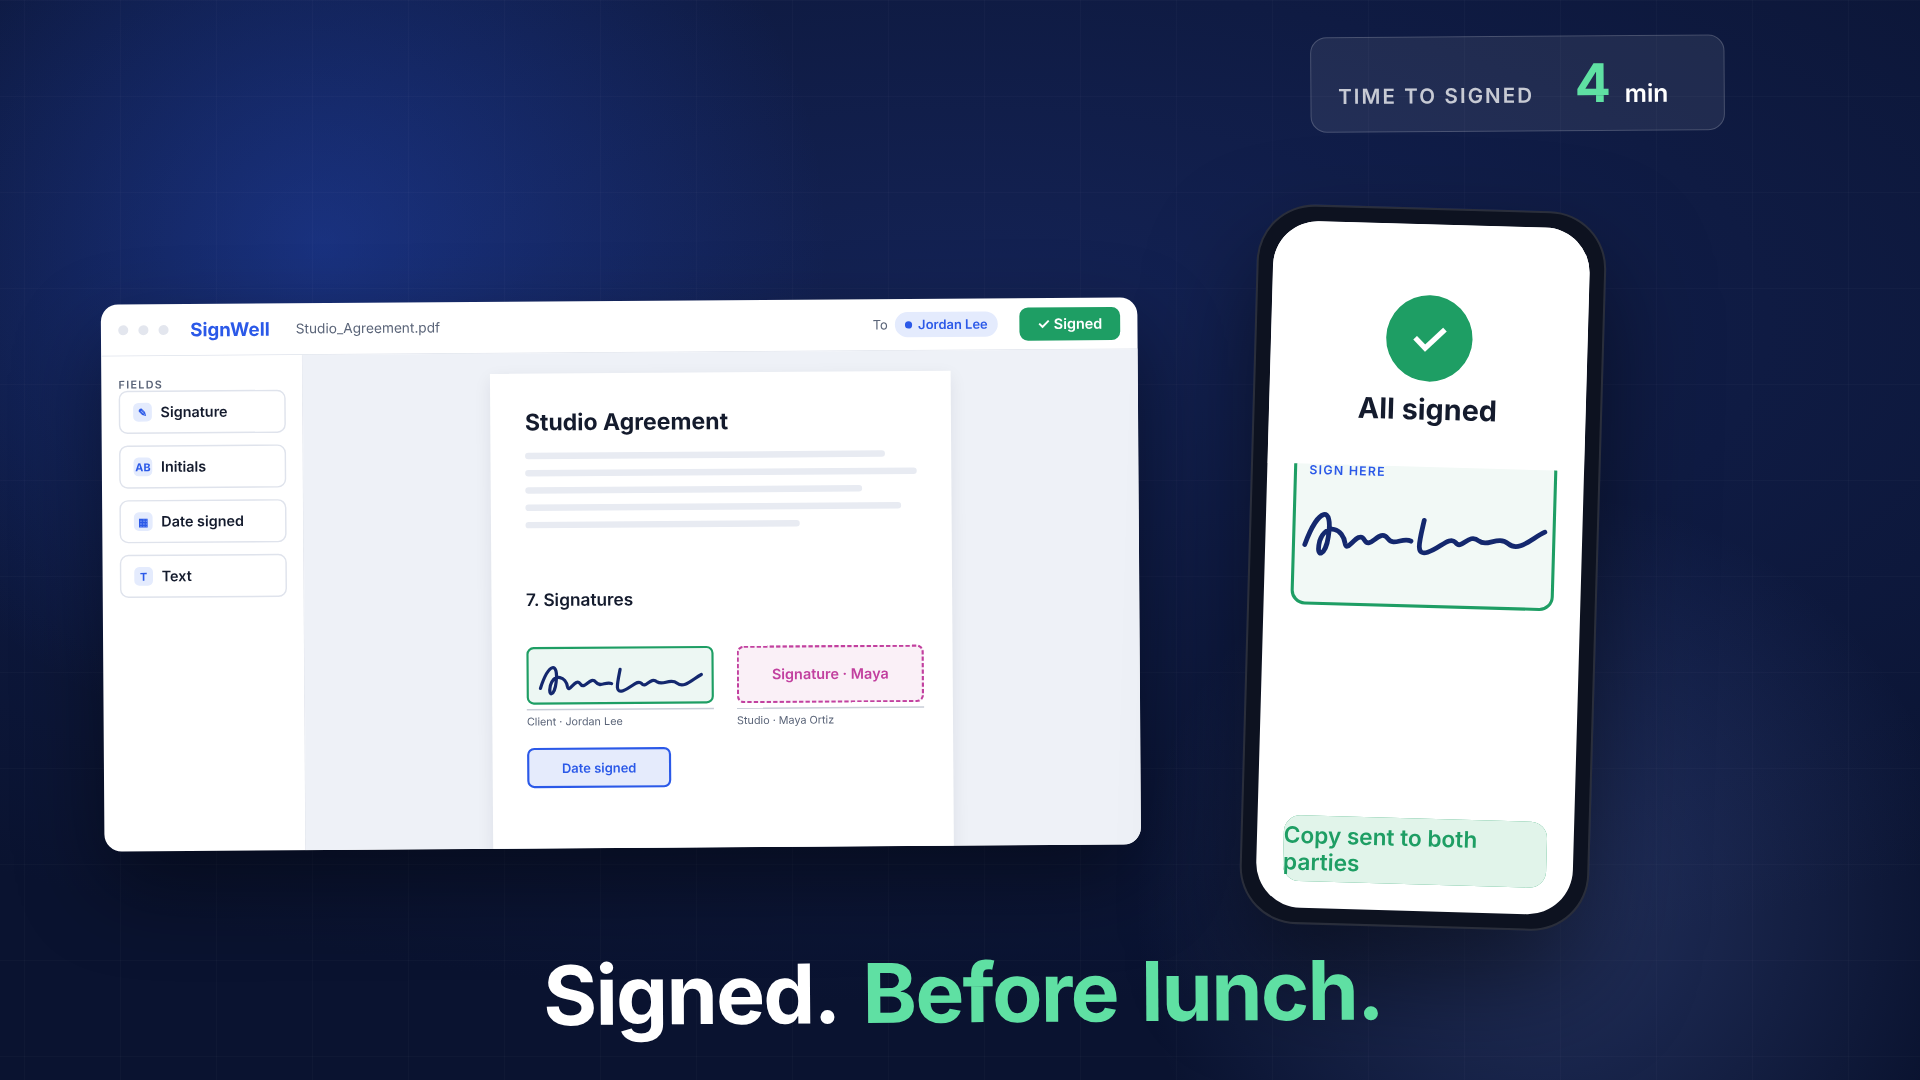 TIME TO SIGNED 4 min
SignWell Studio_Agreement.pdf To Jordan Lee Signed
FIELDS
Signature
AB Initials
Date signed
T Text
Studio Agreement
7. Signatures
Signature · Maya
Client · Jordan Lee
Studio · Maya Ortiz
Date signed
All signed
SIGN HERE
Copy sent to both
parties
Signed. Before lunch.